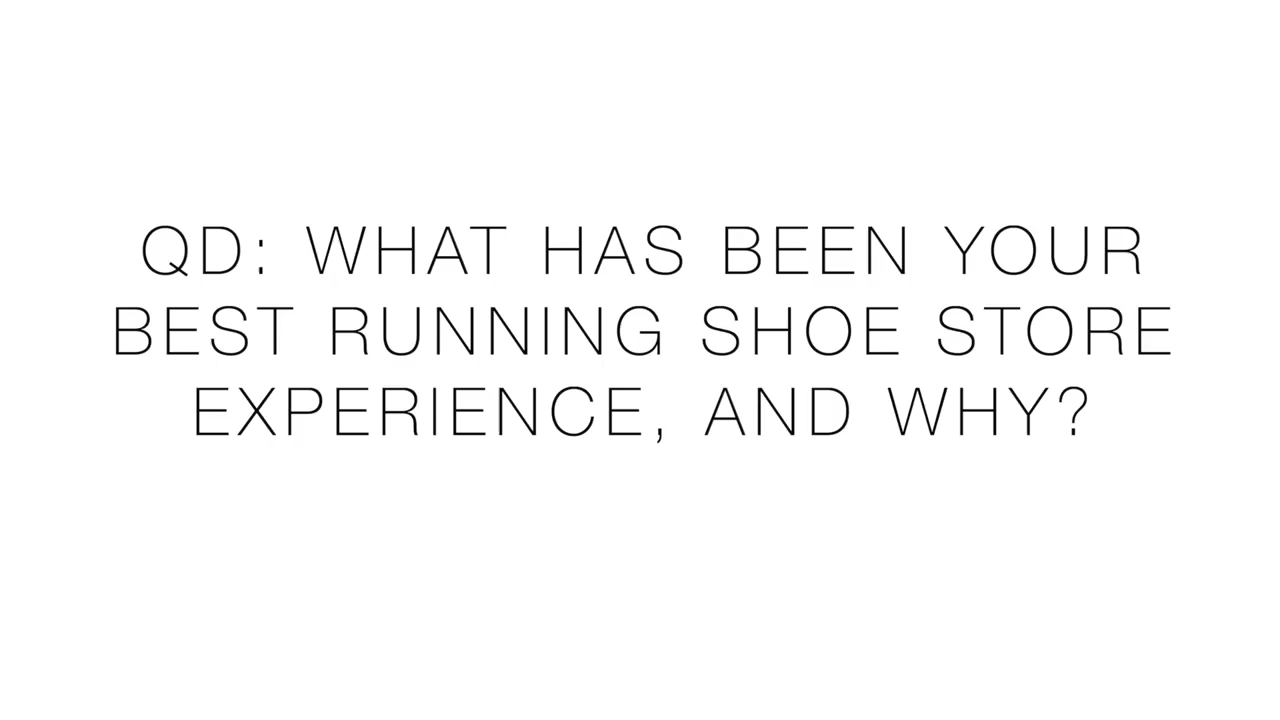 QD: WHAT HAS BEEN YOUR
BEST RUNNING SHOE STORE
EXPERIENCE, AND WHY?